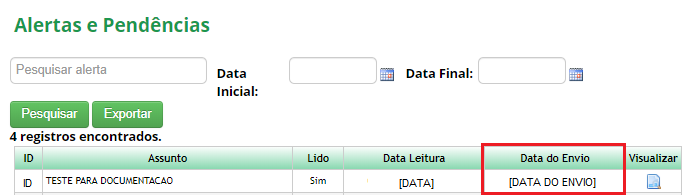 Alertas e Pendências
Pesquisar alerta Data Inicial: Data Final:
Pesquisar Exportar
4 registros encontrados.
ID Assunto Lido Data Leitura Data do Envio Visualizar
ID TESTE PARA DOCUMENTACAO Sim [DATA] [DATA DO ENVIO]